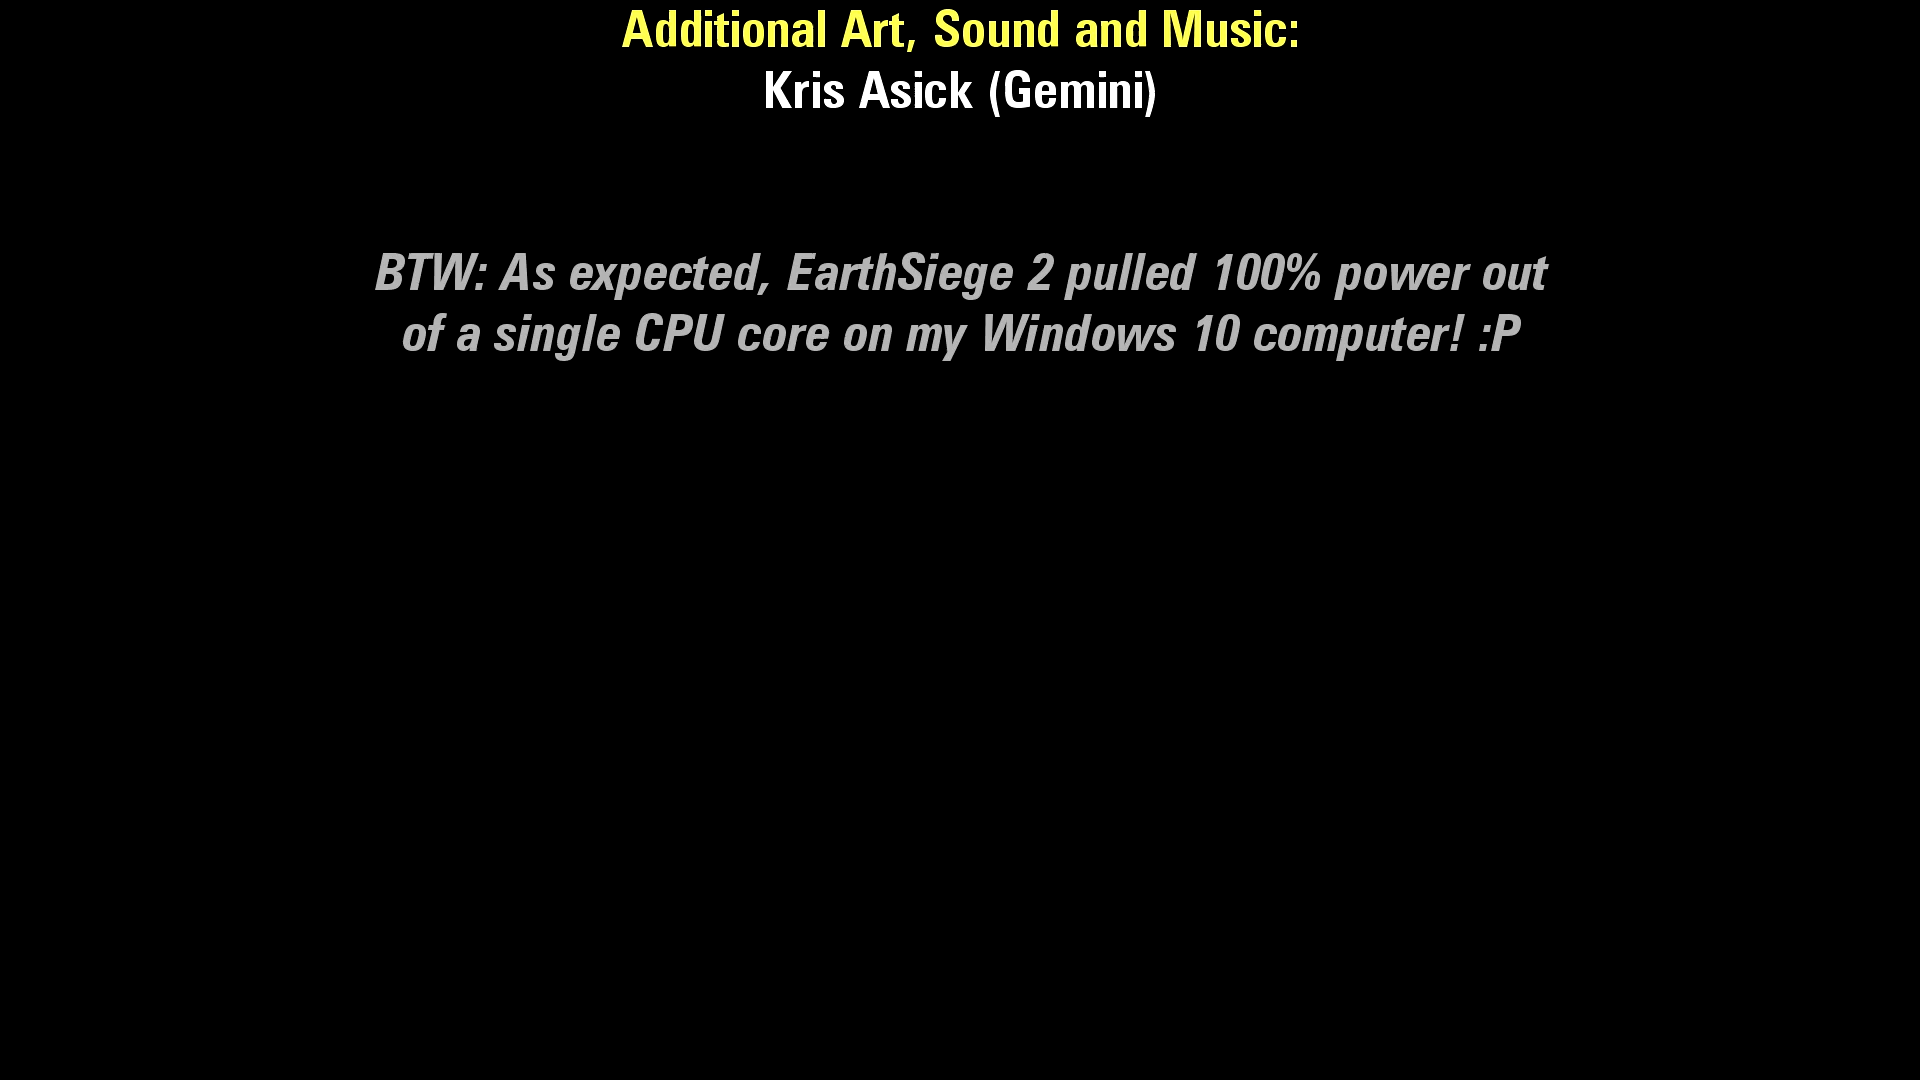 Additional Art, Sound and Music:
Kris Asick (Gemini)
BTW: As expected, EarthSiege 2 pulled 100% power out
of a single CPU core on my Windows 10 computer! :P